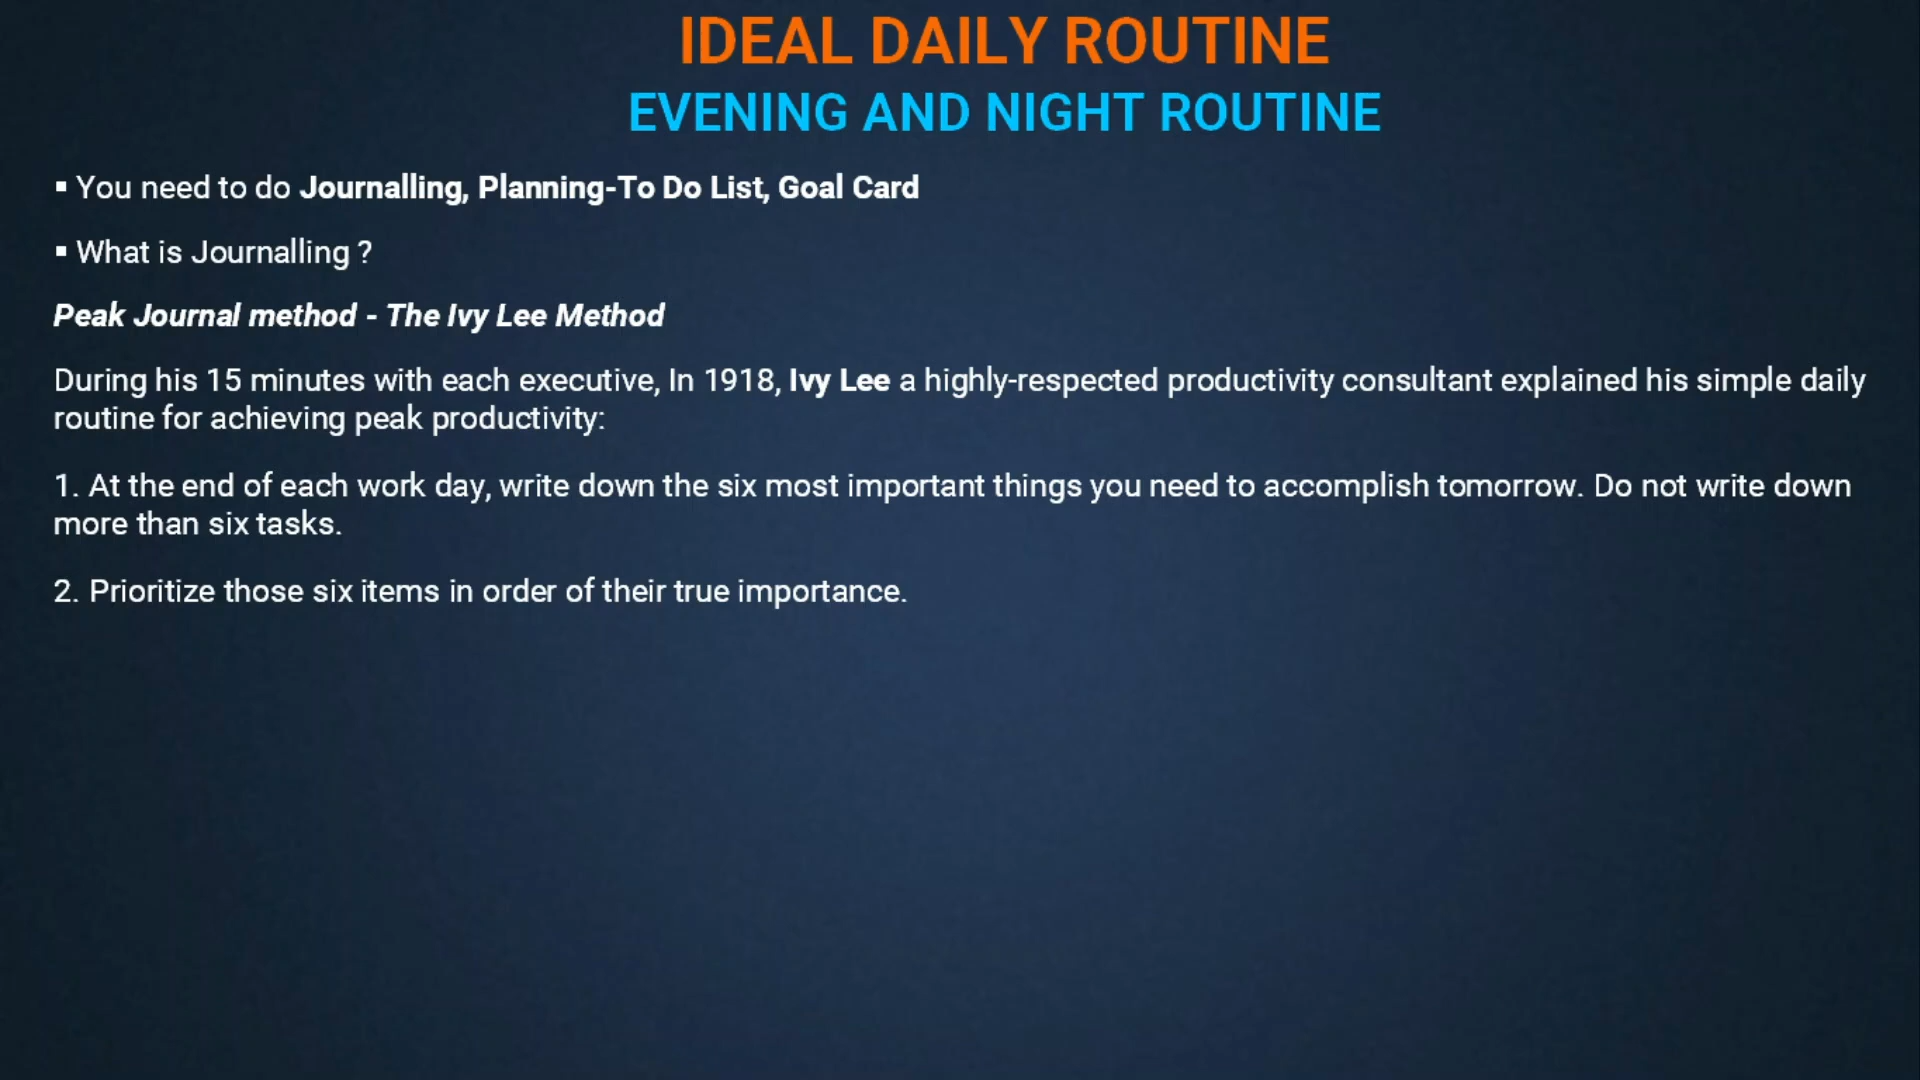 IDEAL DAILY ROUTINE
EVENING AND NIGHT ROUTINE
▪ You need to do Journalling, Planning-To Do List, Goal Card
▪ What is Journalling ?
Peak Journal method - The Ivy Lee Method
During his 15 minutes with each executive, In 1918, Ivy Lee a highly-respected productivity consultant explained his simple daily
routine for achieving peak productivity:
1. At the end of each work day, write down the six most important things you need to accomplish tomorrow. Do not write down
more than six tasks.
2. Prioritize those six items in order of their true importance.